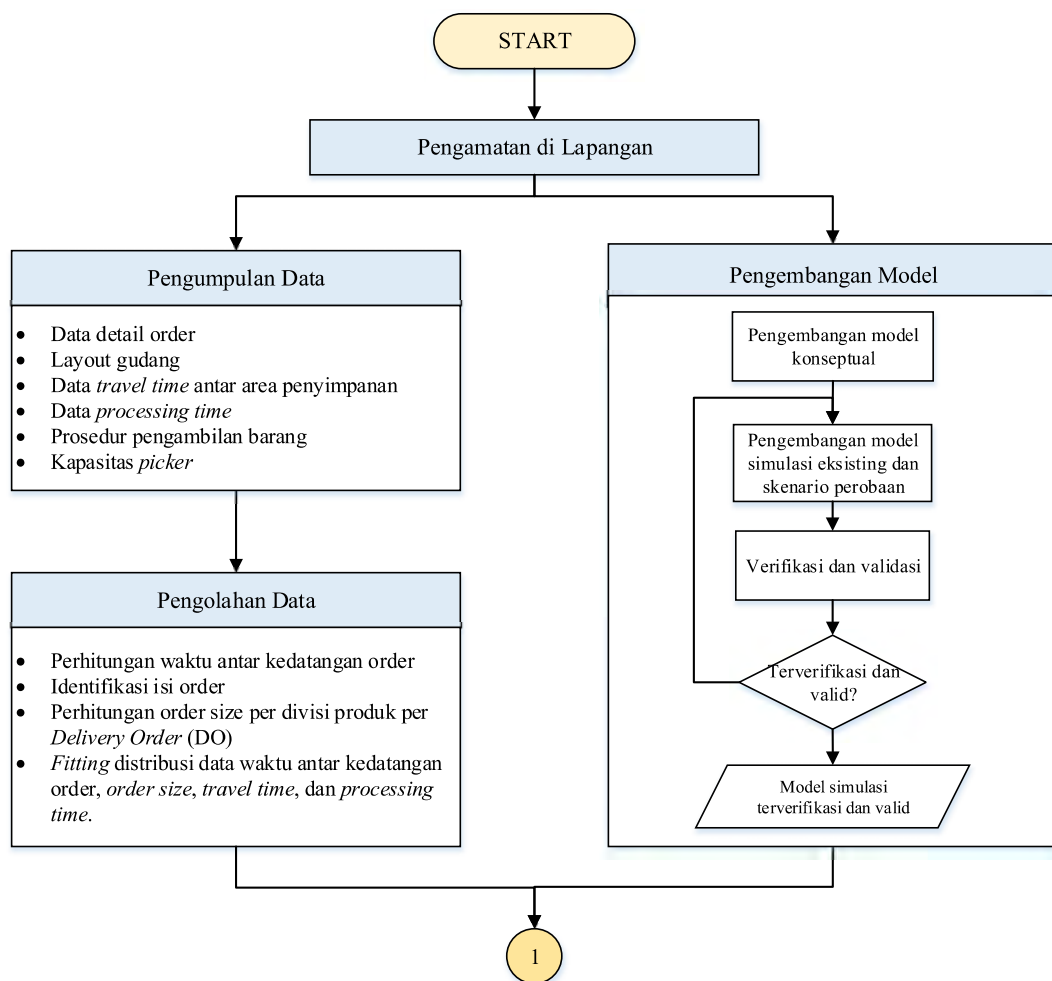 START
Pengamatan di Lapangan
Pengumpulan Data
• Data detail order
• Layout gudang
• Data travel time antar area penyimpanan
• Data processing time
• Prosedur pengambilan barang
• Kapasitas picker
Pengolahan Data
• Perhitungan waktu antar kedatangan order
• Identifikasi isi order
• Perhitungan order size per divisi produk per
Delivery Order (DO)
• Fitting distribusi data waktu antar kedatangan
order, order size, travel time, dan processing
time.
Pengembangan Model
Pengembangan model
konseptual
Pengembangan model
simulasi eksisting dan
skenario perobaan
Verifikasi dan validasi
Terverifikasi dan
valid?
Model simulasi
terverifikasi dan valid
1